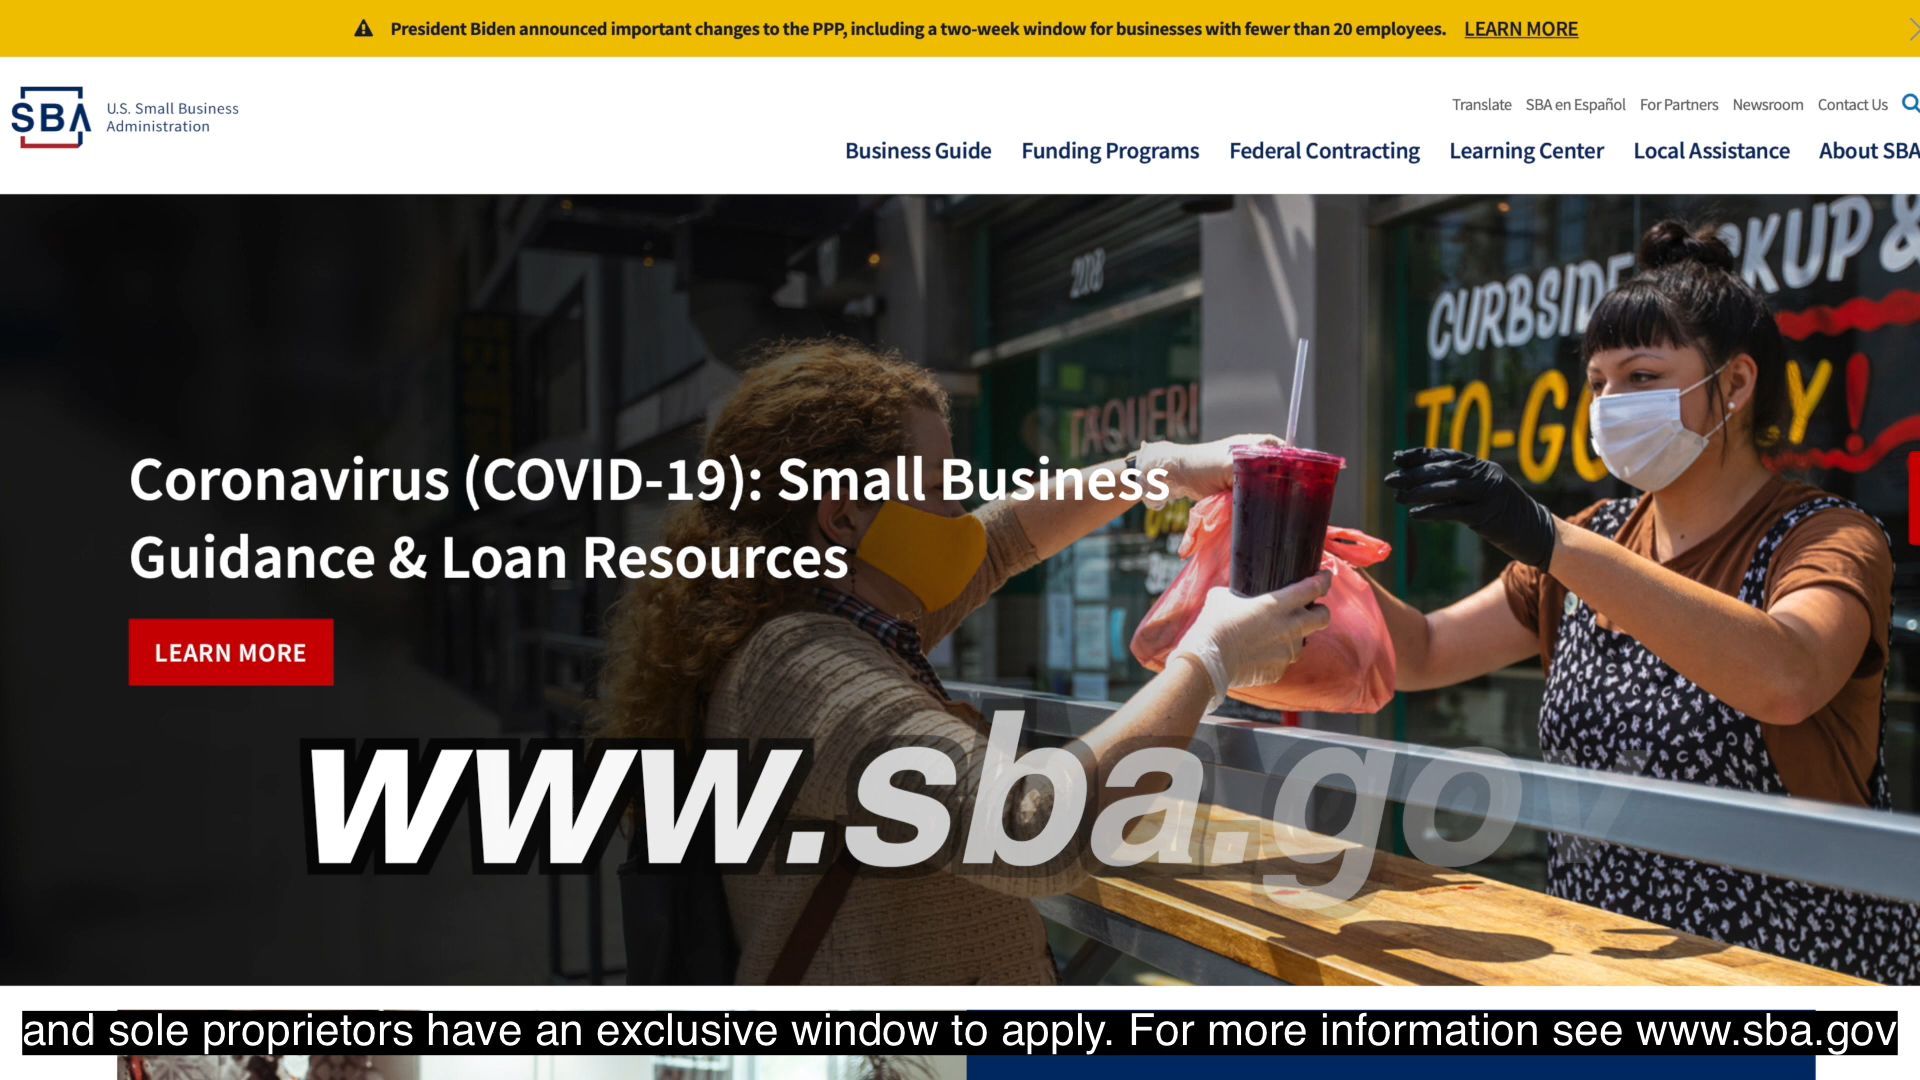 President Biden announced important changes to the PPP, including a two-week window for businesses with fewer than 20 employees. LEARN MORE
SBA U.S. Small Business
Administration
Translate SBA en Español For Partners Newsroom Contact Us
Business Guide Funding Programs Federal Contracting Learning Center Local Assistance About SBA
208
CURBSIDE PICKUP &
TAQUERI
TO-GO
Y!
Coronavirus (COVID-19): Small Business
Guidance & Loan Resources
LEARN MORE
www.sba.gov
and sole proprietors have an exclusive window to apply. For more information see www.sba.gov